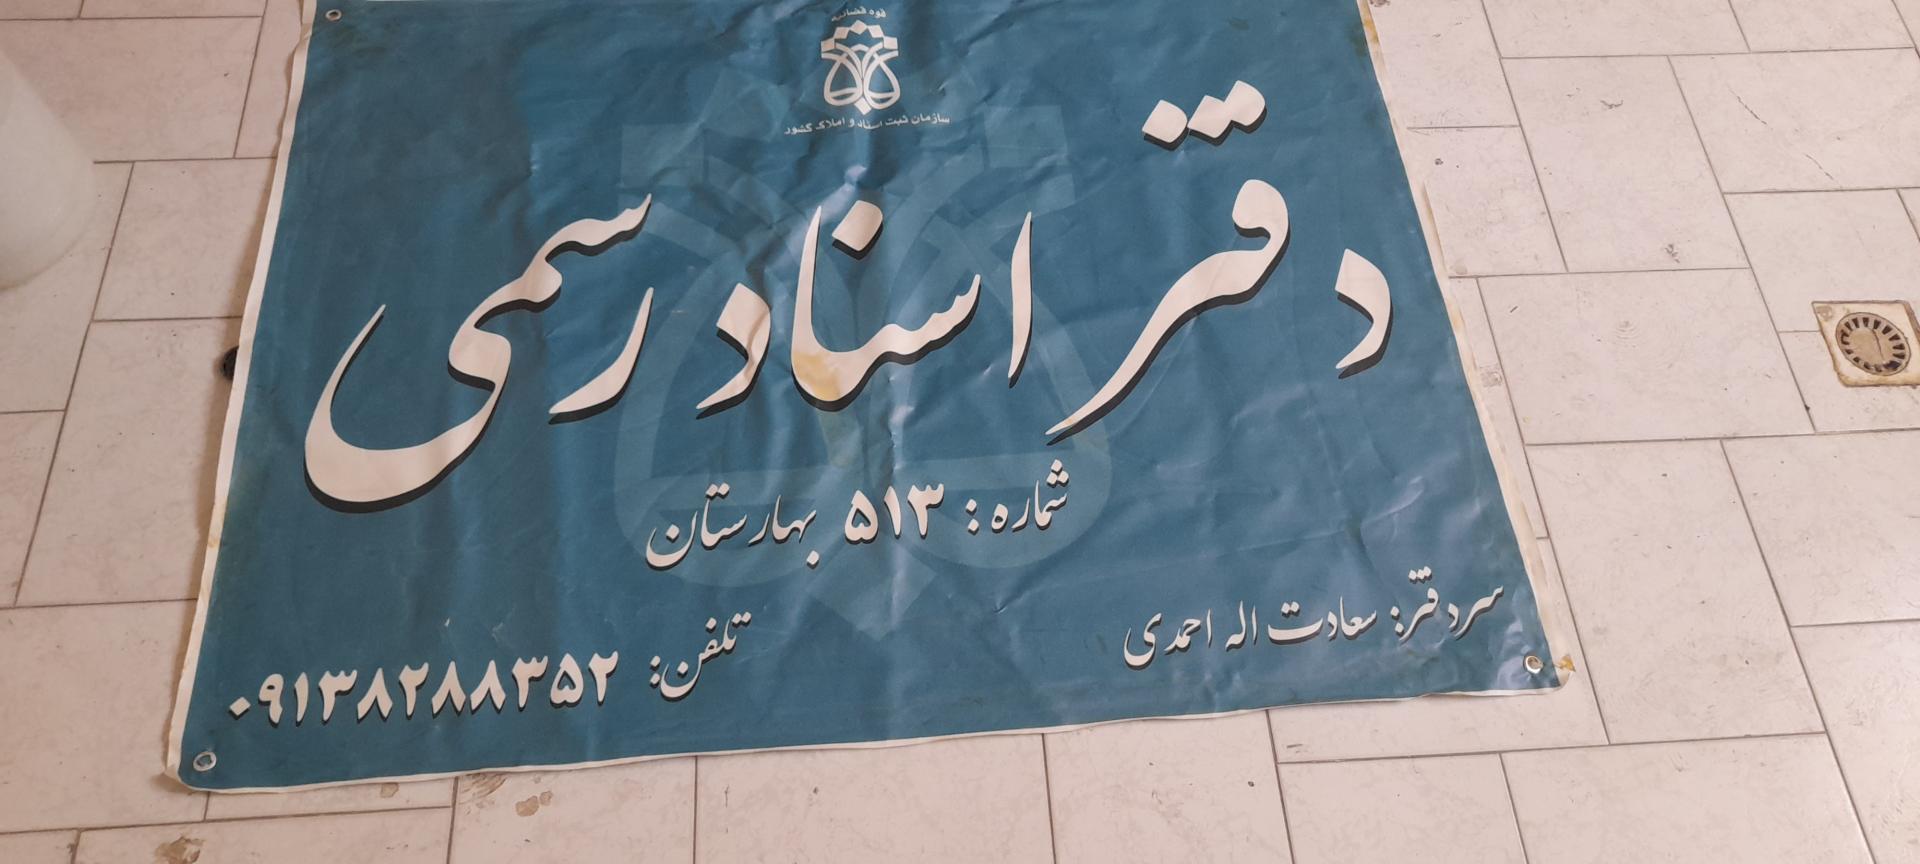 قوه قضائیه
سازمان ثبت اسناد و املاک کشور
دفتر اسناد رسمی
شماره: ۵۱۳ بهارستان
سردفتر: سعادت اله احمدی
تلفن: ۰۹۱۳۸۲۸۸۳۵۲